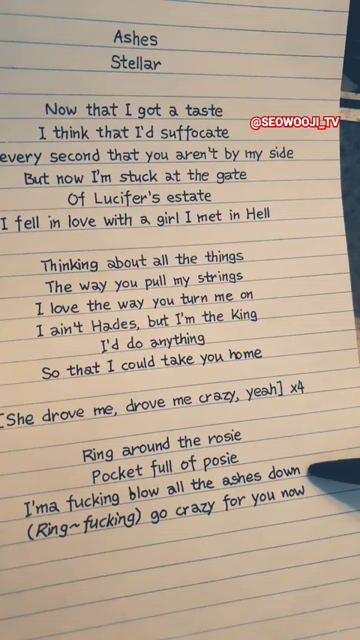 Ashes
Stellar
Now that I got a taste
@SEOWOOJI_TV
I think that I'd suffocate
every second that you aren't by my side
But now I'm stuck at the gate
Of Lucifer's estate
I fell in love with a girl I met in Hell
Thinking about all the things
The way you pull my strings
I love the way you turn me on
I ain't Hades, but I'm the King
I'd do anything
So that I could take you home
[She drove me, drove me crazy, yeah] x4
Ring around the rosie
Pocket full of posie
I'ma fucking blow all the ashes down
(Ring~fucking) go crazy for you now